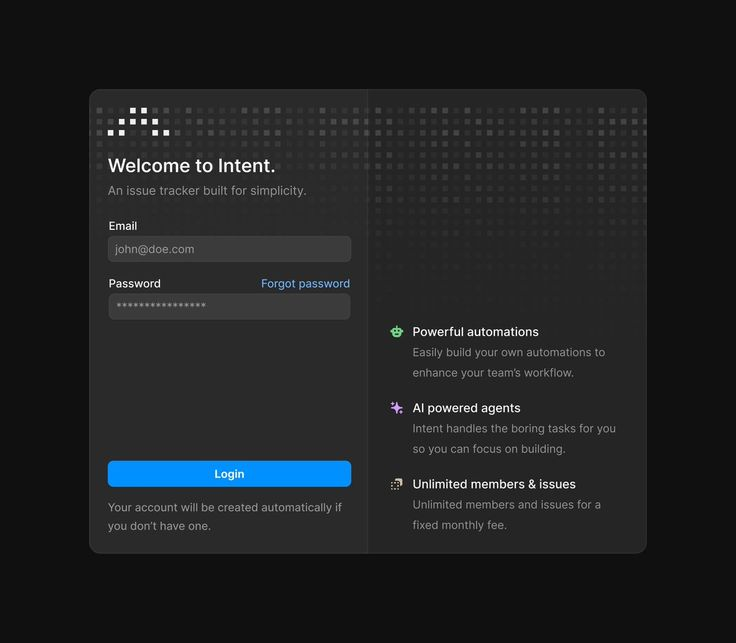 Welcome to Intent.
An issue tracker built for simplicity.
Email
john@doe.com
Password
Forgot password
****************
Login
Your account will be created automatically if
you don't have one.
Powerful automations
Easily build your own automations to
enhance your team's workflow.
AI powered agents
Intent handles the boring tasks for you
so you can focus on building.
Unlimited members & issues
Unlimited members and issues for a
fixed monthly fee.